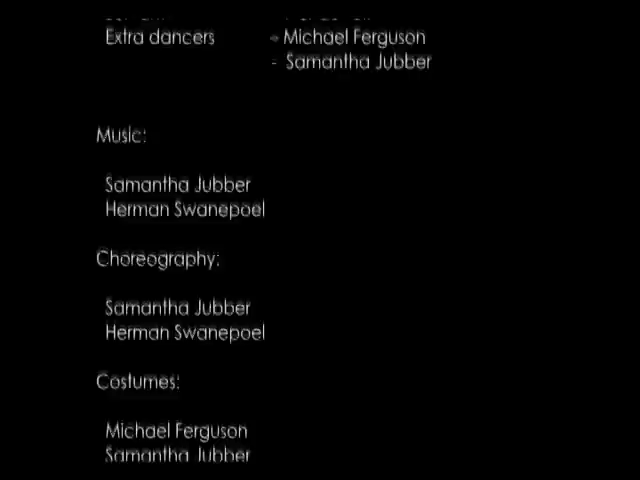 Extra dancers - Michael Ferguson
- Samantha Jubber
Music:
Samantha Jubber
Herman Swanepoel
Choreography:
Samantha Jubber
Herman Swanepoel
Costumes:
Michael Ferguson
Samantha Jubber